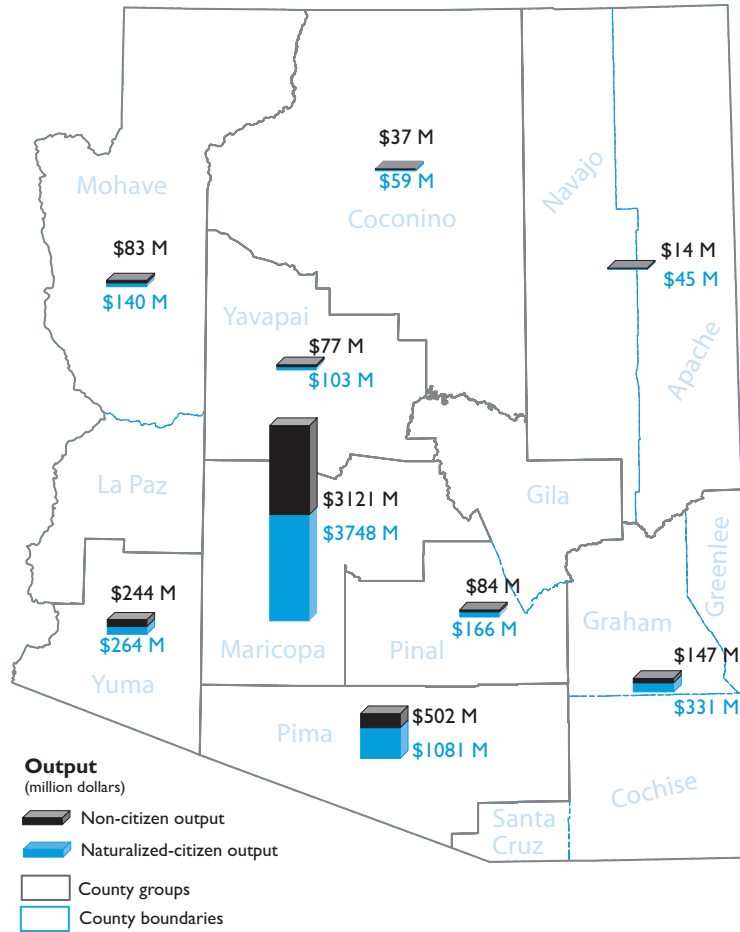 $37 M
$59 M
Coconino
Navajo
Mohave
$83 M
$140 M
$14 M
$45 M
Apache
Yavapai
$77 M
$103 M
La Paz
$3121 M
$3748 M
Gila
Greenlee
$244 M
$264 M
Yuma
Maricopa
$84 M
$166 M
Pinal
Graham
$147 M
$331 M
Pima
$502 M
$1081 M
Cochise
Santa
Cruz
Output
(million dollars)
Non-citizen output
Naturalized-citizen output
County groups
County boundaries